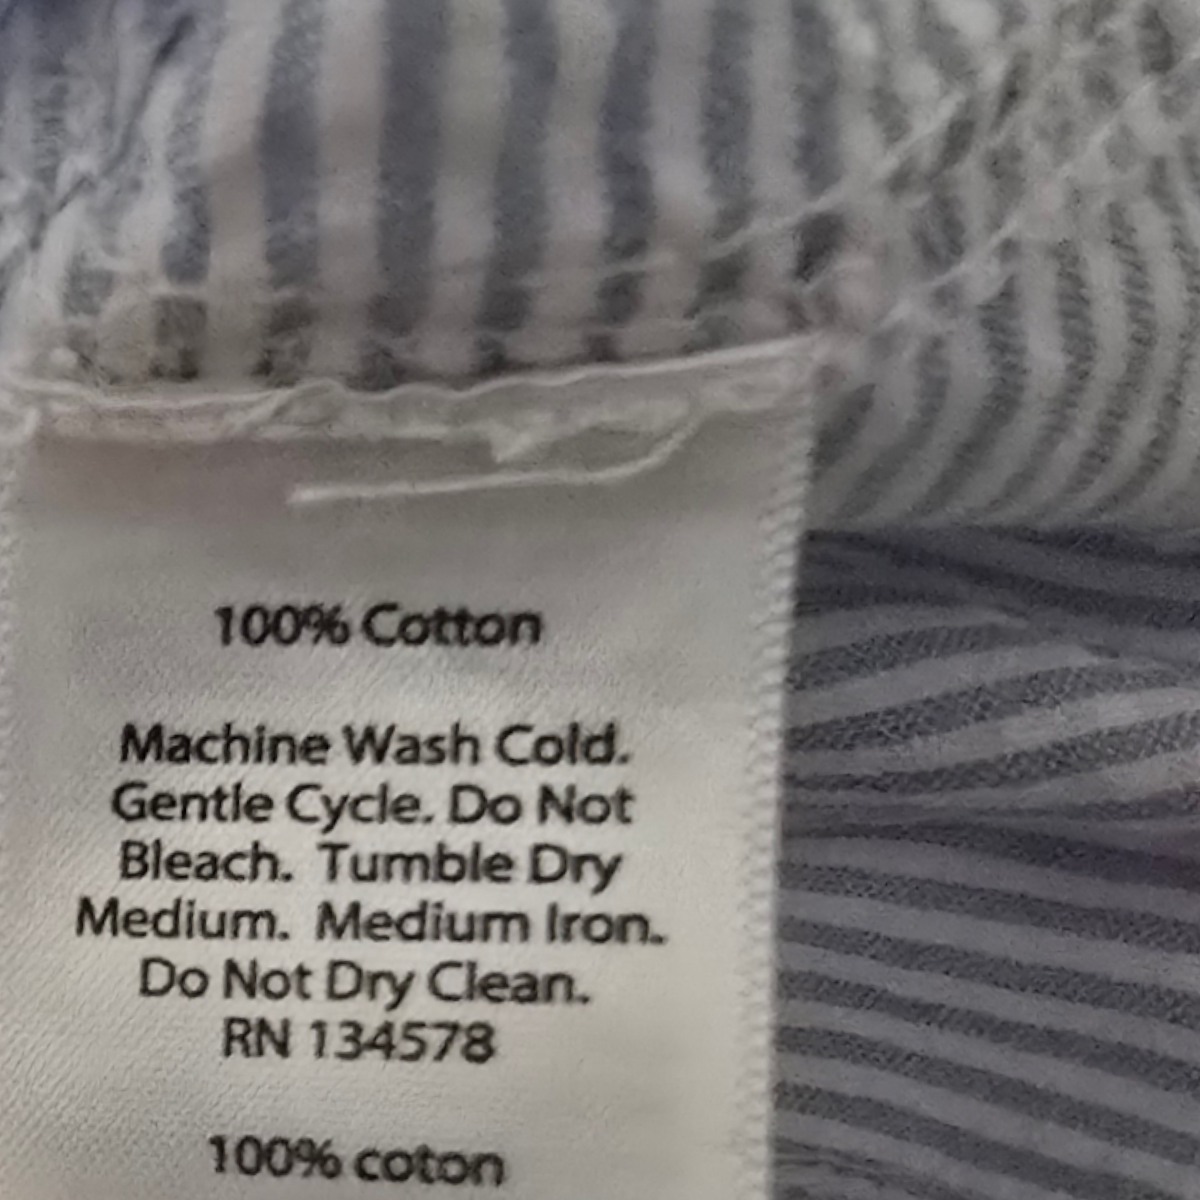 100% Cotton
Machine Wash Cold.
Gentle Cycle. Do Not
Bleach. Tumble Dry
Medium. Medium Iron.
Do Not Dry Clean.
RN 134578
100% coton